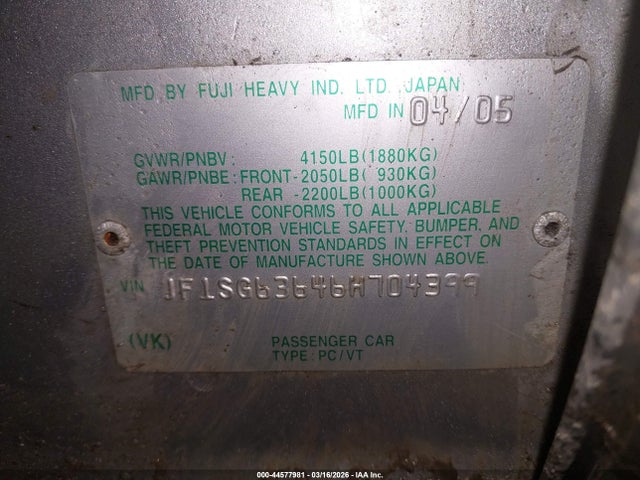 MFD BY FUJI HEAVY IND. LTD. JAPAN
MFD IN 04/05
GVWR/PNBV : 4150LB(1880KG)
GAWR/PNBE : FRONT-2050LB( 930KG)
REAR -2200LB(1000KG)
THIS VEHICLE CONFORMS TO ALL APPLICABLE
FEDERAL MOTOR VEHICLE SAFETY, BUMPER, AND
THEFT PREVENTION STANDARDS IN EFFECT ON
THE DATE OF MANUFACTURE SHOWN ABOVE.
VIN JF1SG63646H704399
(VK) PASSENGER CAR
TYPE: PC/VT
000-44577981 - 03/16/2026 - IAA Inc.